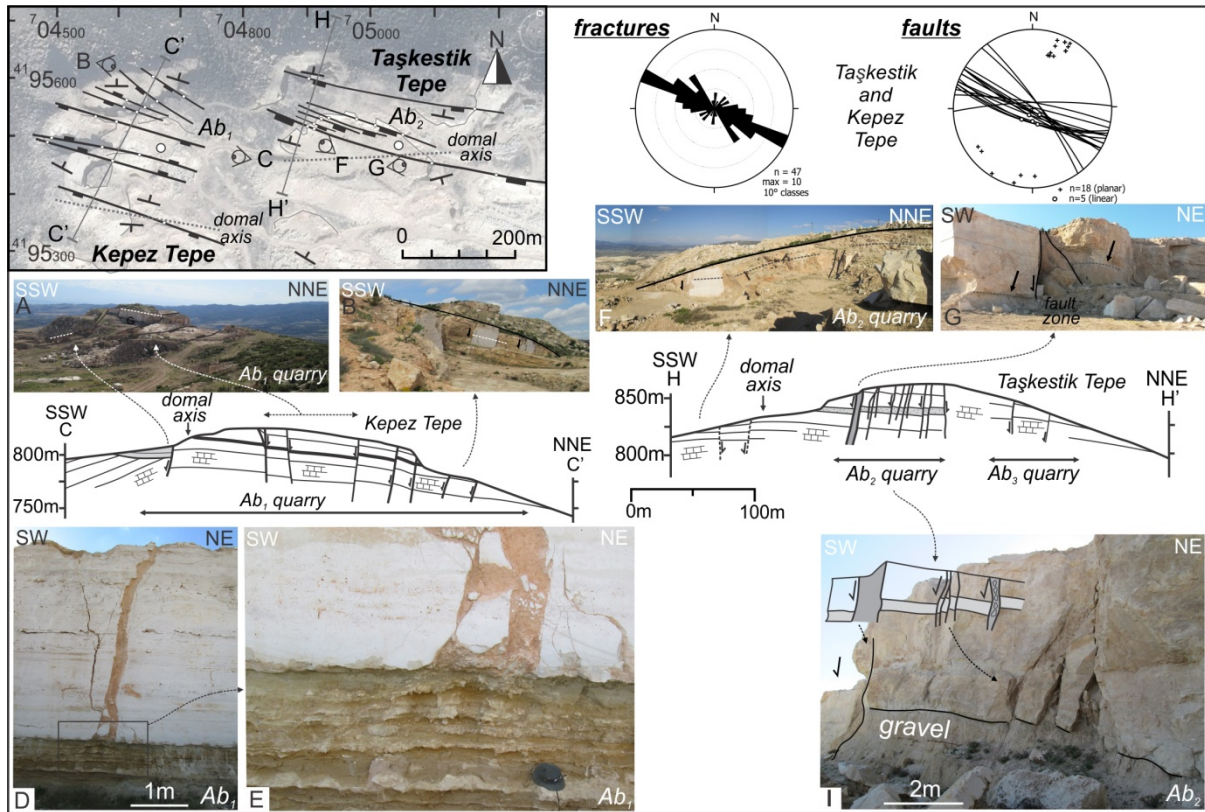 ⁷04500
⁷04800
⁷05000
H
C'
B
Taşkestik
Tepe
N
⁴¹95600
Ab₁
Ab₂
domal
axis
C
F
G
H'
domal
axis
C'
⁴¹95300
Kepez Tepe
0 200m
fractures
N
n = 47
max = 10
10° classes
Taşkestik
and
Kepez
Tepe
faults
N
+ n=18 (planar)
o n=5 (linear)
SSW NNE
A
Ab₁ quarry
SSW NNE
B
SSW NNE
F
Ab₂ quarry
SW NE
G
fault
zone
SSW
C
domal
axis
Kepez Tepe
NNE
C'
800m
750m
Ab₁ quarry
SSW
H
domal
axis
Taşkestik Tepe
NNE
H'
850m
800m
Ab₂ quarry
Ab₃ quarry
0m 100m
SW NE
1m
D
Ab₁
SW NE
E
Ab₁
SW NE
gravel
2m
I
Ab₂